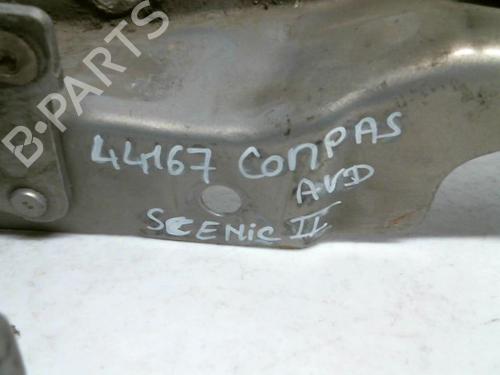 B-PARTS
44167 COMPAS
AVD
SCENIC II